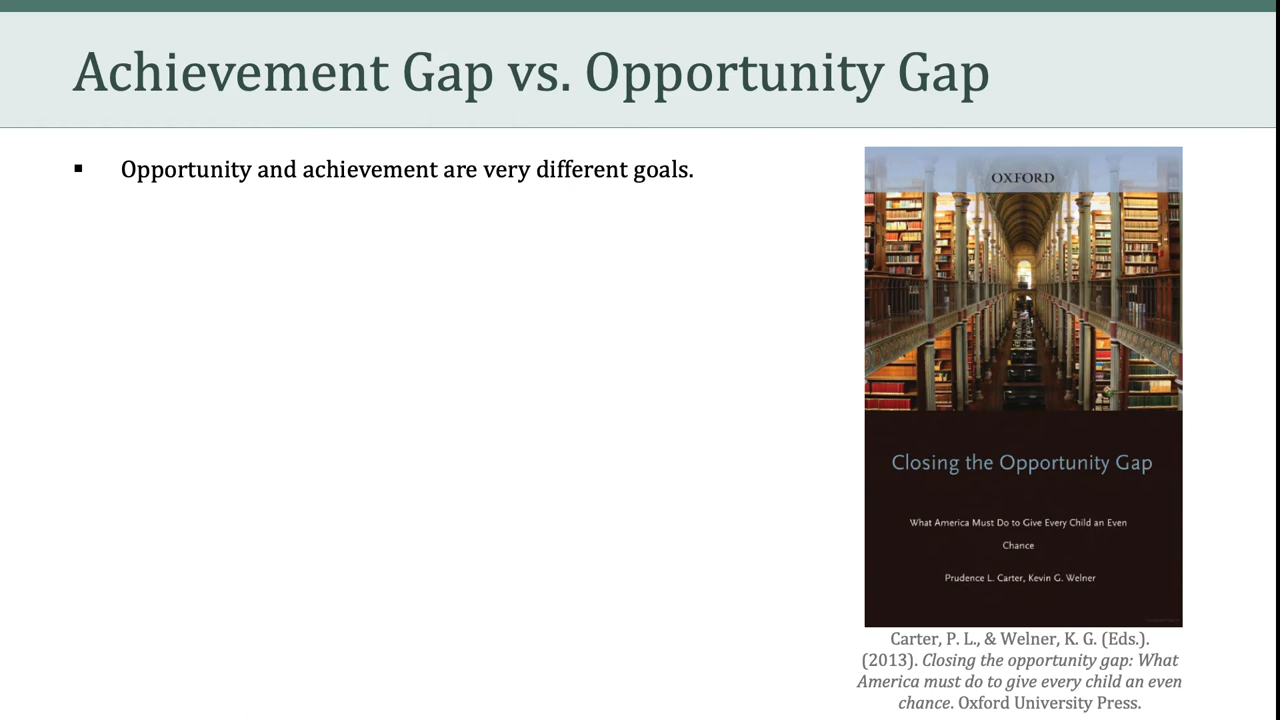 Achievement Gap vs. Opportunity Gap
▪ Opportunity and achievement are very different goals.
OXFORD
Closing the Opportunity Gap
What America Must Do to Give Every Child an Even
Chance
Prudence L. Carter, Kevin G. Welner
Carter, P. L., & Welner, K. G. (Eds.).
(2013). Closing the opportunity gap: What
America must do to give every child an even
chance. Oxford University Press.